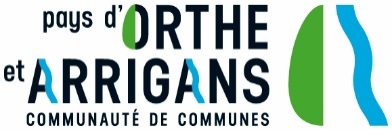 pays d'ORTHE
et ARRIGANS
COMMUNAUTÉ DE COMMUNES